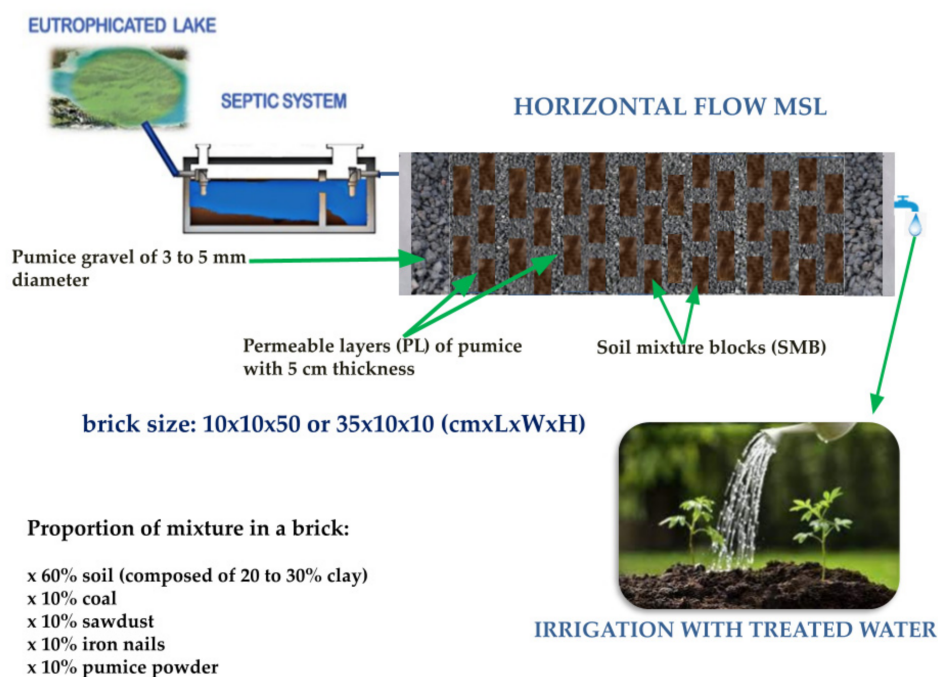 EUTROPHICATED LAKE
SEPTIC SYSTEM
HORIZONTAL FLOW MSL
Pumice gravel of 3 to 5 mm
diameter
Permeable layers (PL) of pumice
with 5 cm thickness
Soil mixture blocks (SMB)
brick size: 10x10x50 or 35x10x10 (cmxLxWxH)
Proportion of mixture in a brick:
x 60% soil (composed of 20 to 30% clay)
x 10% coal
x 10% sawdust
x 10% iron nails
x 10% pumice powder
IRRIGATION WITH TREATED WATER